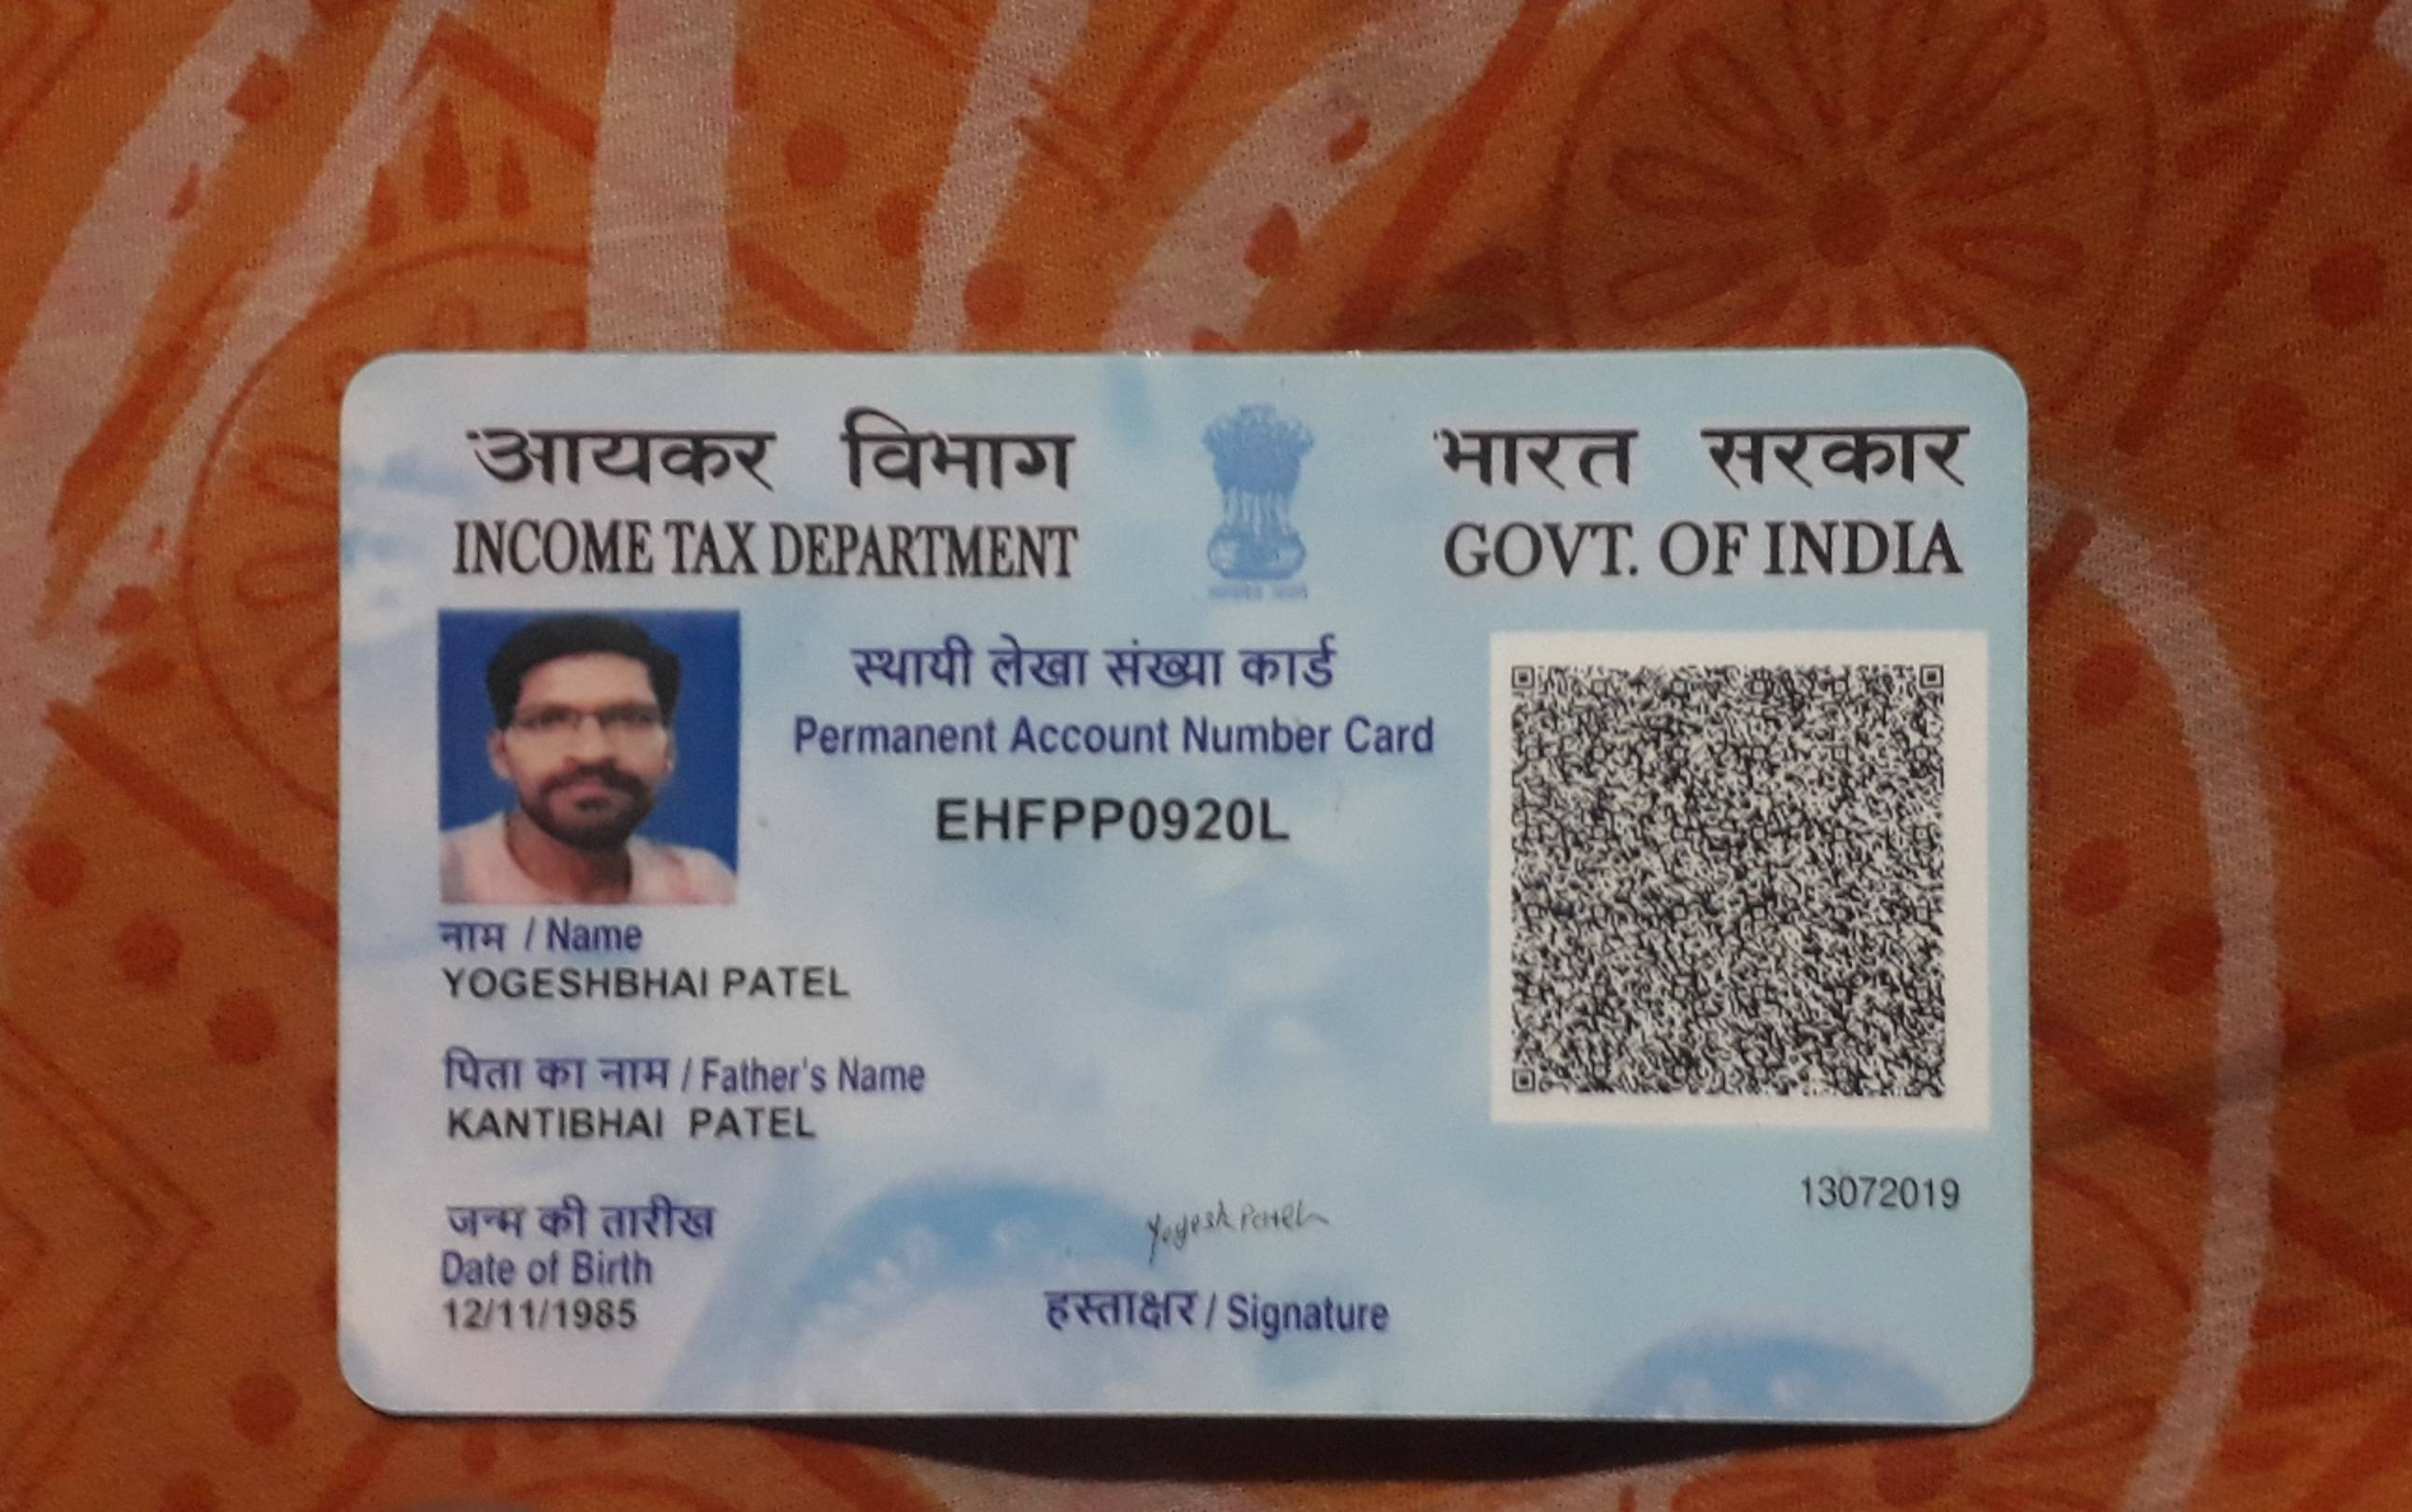 आयकर विभाग
INCOME TAX DEPARTMENT
भारत सरकार
GOVT. OF INDIA
स्थायी लेखा संख्या कार्ड
Permanent Account Number Card
EHFPP0920L
नाम / Name
YOGESHBHAI PATEL
पिता का नाम / Father's Name
KANTIBHAI PATEL
जन्म की तारीख
Date of Birth
12/11/1985
Yogesh Patel
हस्ताक्षर / Signature
13072019